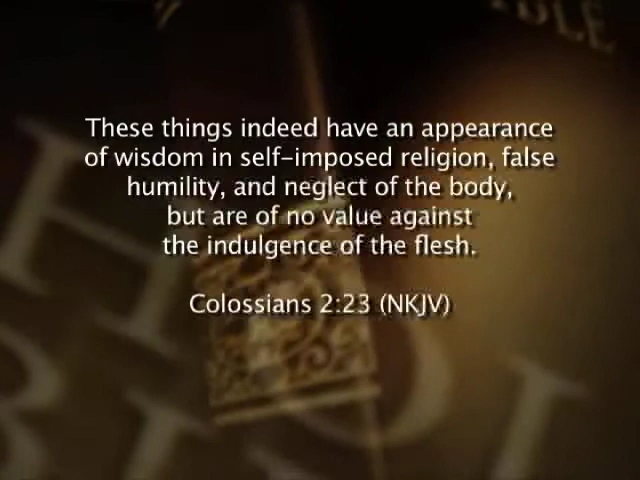 These things indeed have an appearance
of wisdom in self-imposed religion, false
humility, and neglect of the body,
but are of no value against
the indulgence of the flesh.
Colossians 2:23 (NKJV)